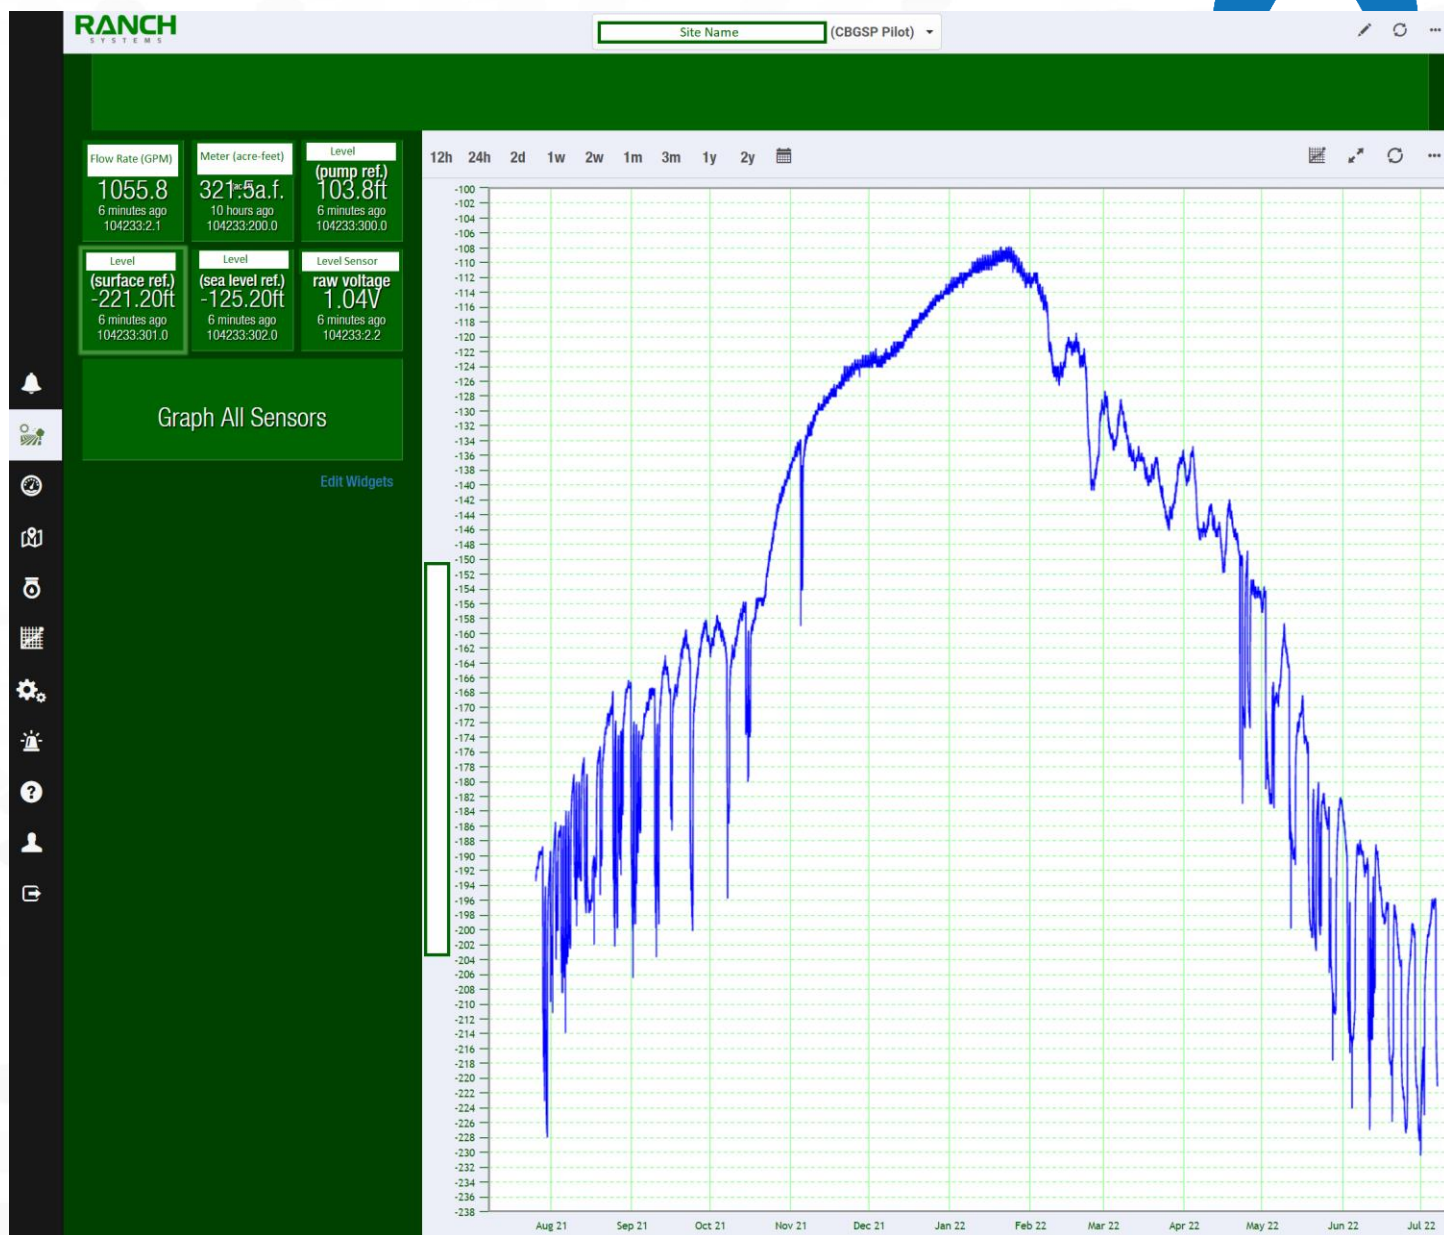 RANCH
SYSTEMS
Site Name
(CBGSP Pilot)
Flow Rate (GPM)
1055.8
6 minutes ago
104233:2.1
Meter (acre-feet)
321.5a.f.
10 hours ago
104233:200.0
Level
(pump ref.)
103.8ft
6 minutes ago
104233:300.0
Level
(surface ref.)
-221.20ft
6 minutes ago
104233:301.0
Level
(sea level ref.)
-125.20ft
6 minutes ago
104233:302.0
Level Sensor
raw voltage
1.04V
6 minutes ago
104233:2.2
Graph All Sensors
Edit Widgets
12h 24h 2d 1w 2w 1m 3m 1y 2y
-100
-102
-104
-106
-108
-110
-112
-114
-116
-118
-120
-122
-124
-126
-128
-130
-132
-134
-136
-138
-140
-142
-144
-146
-148
-150
-152
-154
-156
-158
-160
-162
-164
-166
-168
-170
-172
-174
-176
-178
-180
-182
-184
-186
-188
-190
-192
-194
-196
-198
-200
-202
-204
-206
-208
-210
-212
-214
-216
-218
-220
-222
-224
-226
-228
-230
-232
-234
-236
-238
Aug 21 Sep 21 Oct 21 Nov 21 Dec 21 Jan 22 Feb 22 Mar 22 Apr 22 May 22 Jun 22 Jul 22